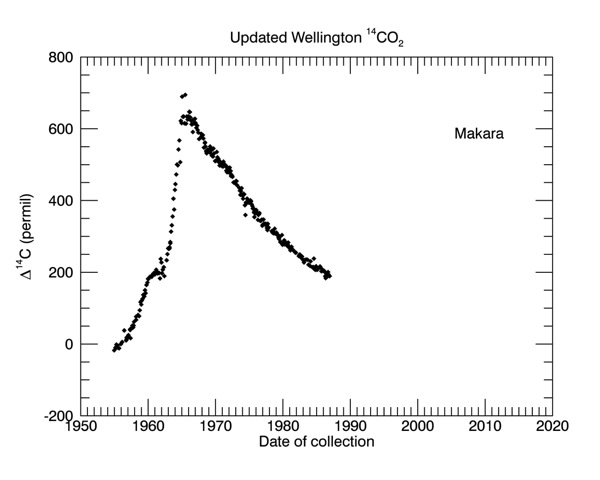 Updated Wellington ¹⁴CO₂
800
600
400
200
0
-200
Δ¹⁴C (permil)
Makara
1950 1960 1970 1980 1990 2000 2010 2020
Date of collection